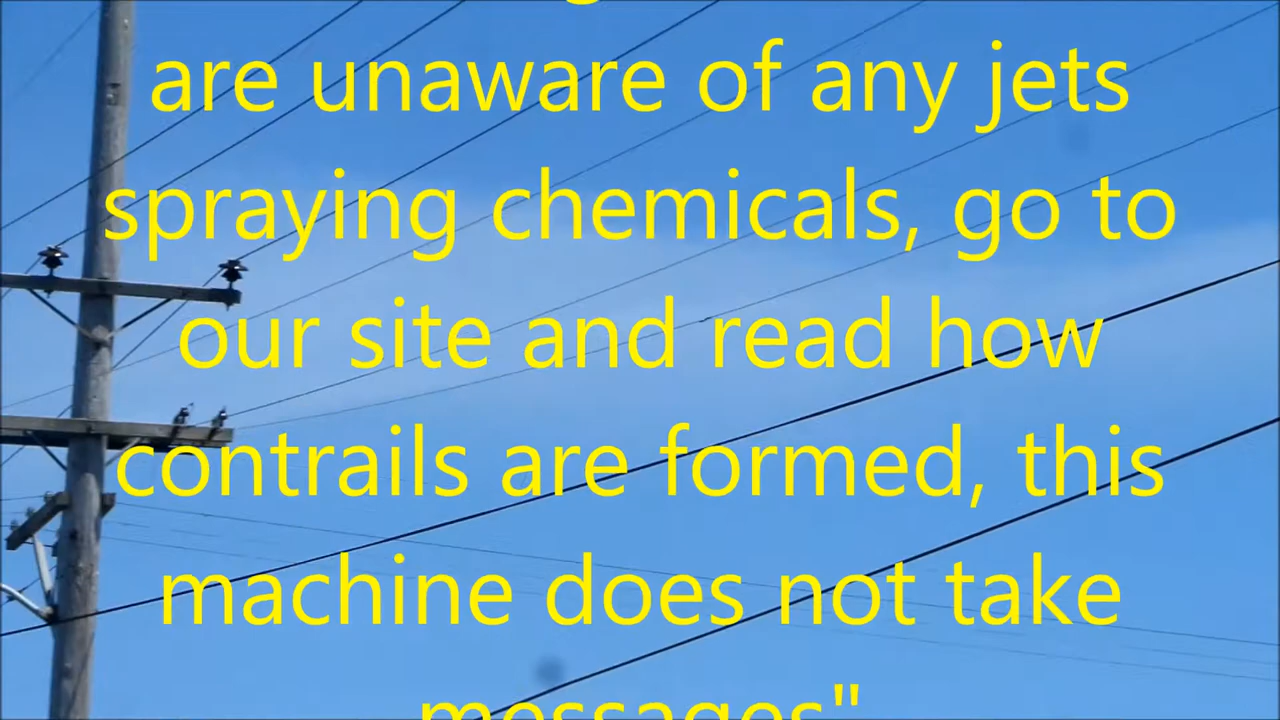 are unaware of any jets
spraying chemicals, go to
our site and read how
contrails are formed, this
machine does not take
messages"